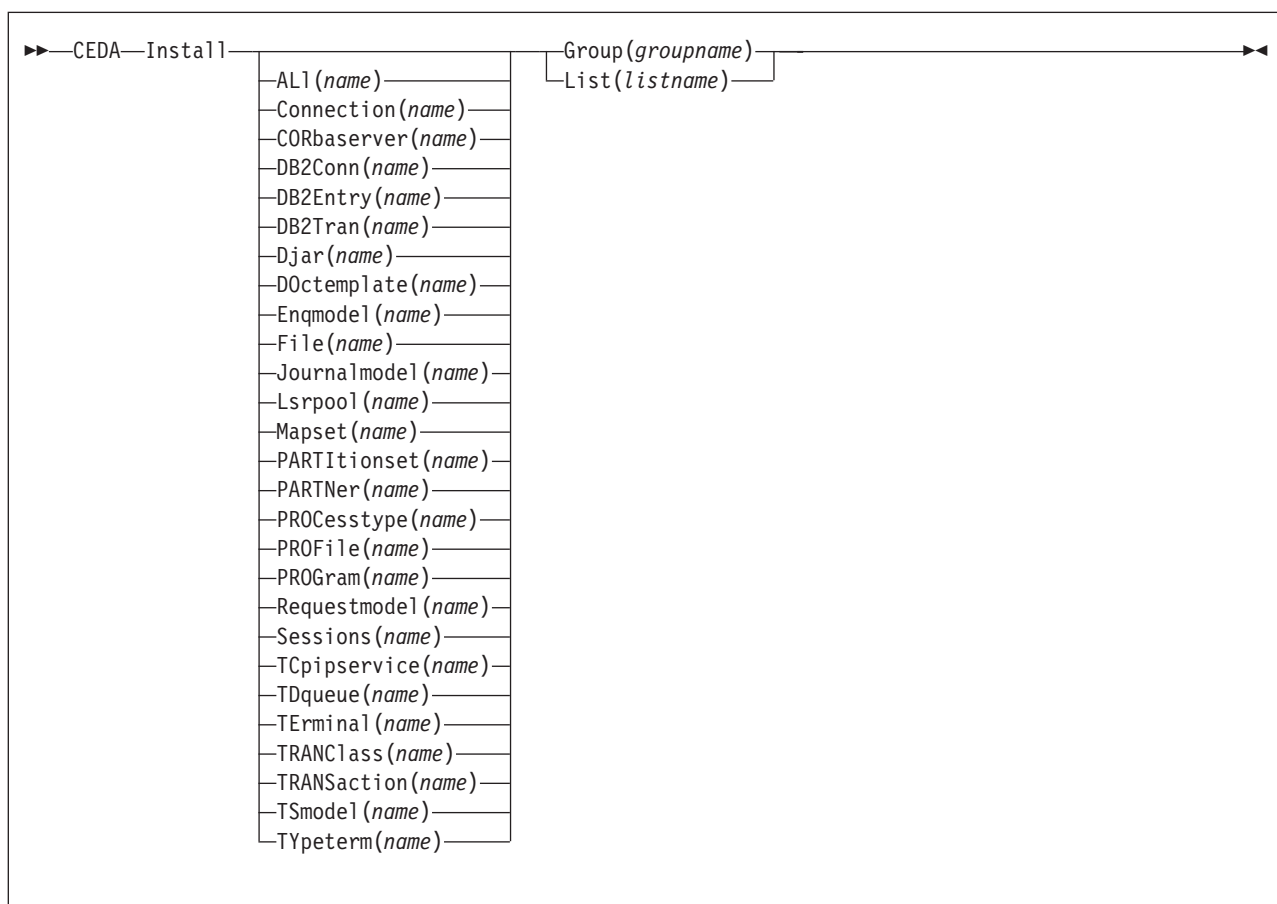 CEDA Install Group(groupname)
ALl(name) List(listname)
Connection(name)
CORbaserver(name)
DB2Conn(name)
DB2Entry(name)
DB2Tran(name)
Djar(name)
DOctemplate(name)
Enqmodel(name)
File(name)
Journalmodel(name)
Lsrpool(name)
Mapset(name)
PARTItionset(name)
PARTNer(name)
PROCesstype(name)
PROFile(name)
PROGram(name)
Requestmodel(name)
Sessions(name)
TCpipservice(name)
TDqueue(name)
TErminal(name)
TRANClass(name)
TRANSaction(name)
TSmodel(name)
TYpeterm(name)